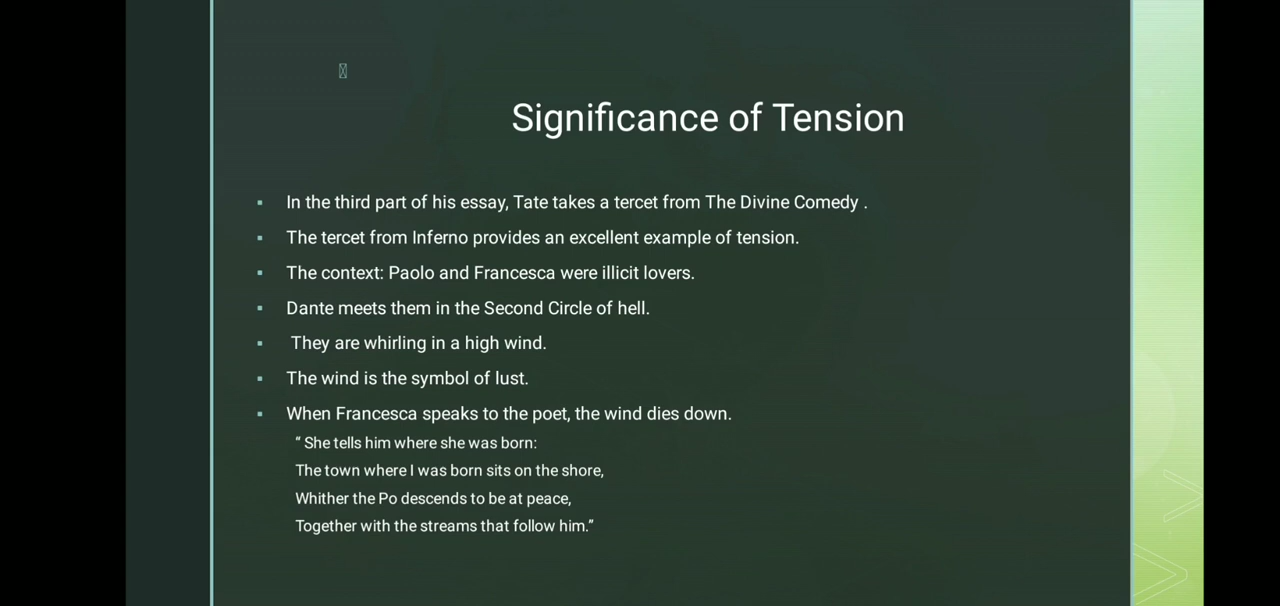 Significance of Tension
▪ In the third part of his essay, Tate takes a tercet from The Divine Comedy .
▪ The tercet from Inferno provides an excellent example of tension.
▪ The context: Paolo and Francesca were illicit lovers.
▪ Dante meets them in the Second Circle of hell.
▪ They are whirling in a high wind.
▪ The wind is the symbol of lust.
▪ When Francesca speaks to the poet, the wind dies down.
“ She tells him where she was born:
The town where I was born sits on the shore,
Whither the Po descends to be at peace,
Together with the streams that follow him.”